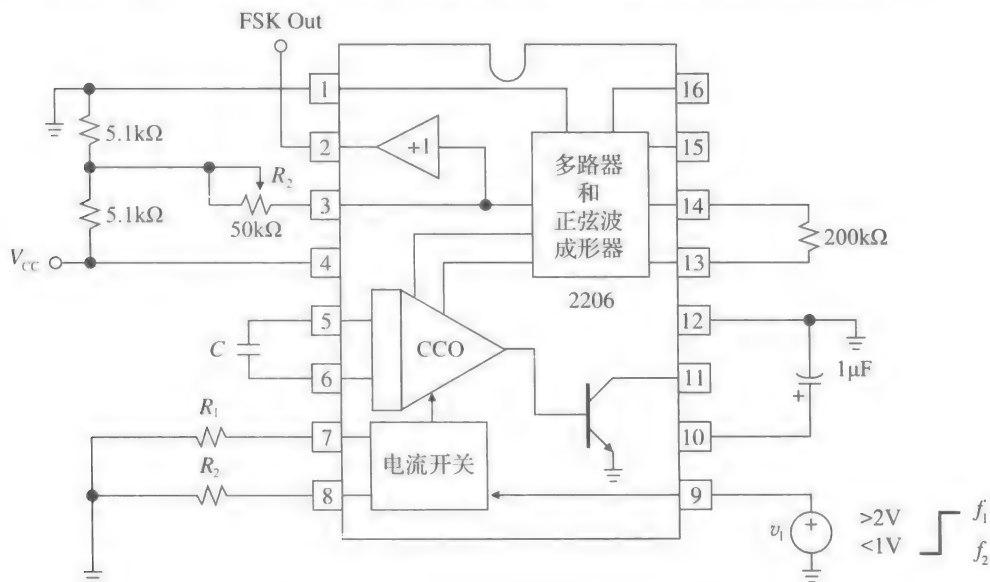 FSK Out
1
16
5.1kΩ
2
+1
15
R₂
3
多路器
和
正弦波
成形器
14
50kΩ
5.1kΩ
200kΩ
V_CC
4
13
2206
5
12
C
CCO
1μF
+
6
11
R₁
7
电流开关
10
R₂
8
9
v₁
+
>2V
<1V
f₁
f₂